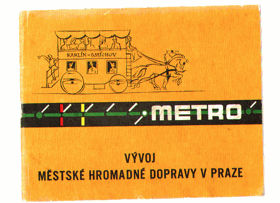 KARLÍN-SMÍCHOV
METRO
VÝVOJ
MĚSTSKÉ HROMADNÉ DOPRAVY V PRAZE